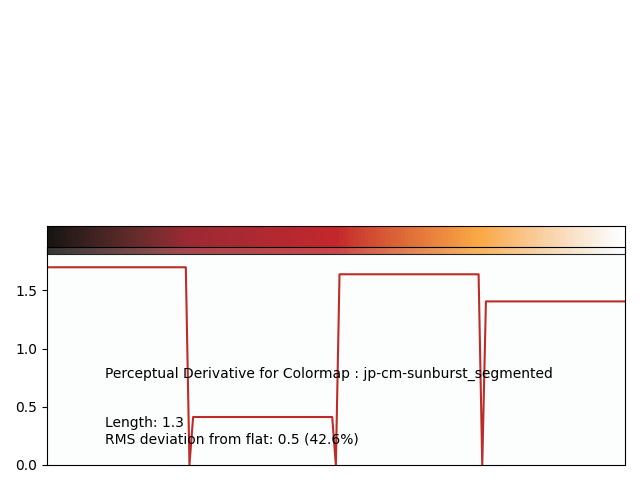 1.5
1.0
Perceptual Derivative for Colormap : jp-cm-sunburst_segmented
0.5
Length: 1.3
RMS deviation from flat: 0.5 (42.6%)
0.0